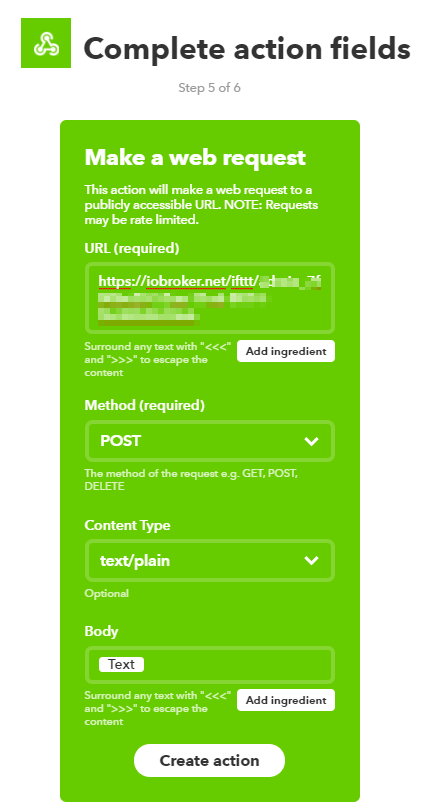 Complete action fields
Step 5 of 6
Make a web request
This action will make a web request to a
publicly accessible URL. NOTE: Requests
may be rate limited.
URL (required)
https://iobroker.net/ifttt/
Surround any text with "<<<"
and ">>>" to escape the
content
Add ingredient
Method (required)
POST
The method of the request e.g. GET, POST,
DELETE
Content Type
text/plain
Optional
Body
Text
Surround any text with "<<<"
and ">>>" to escape the
content
Add ingredient
Create action